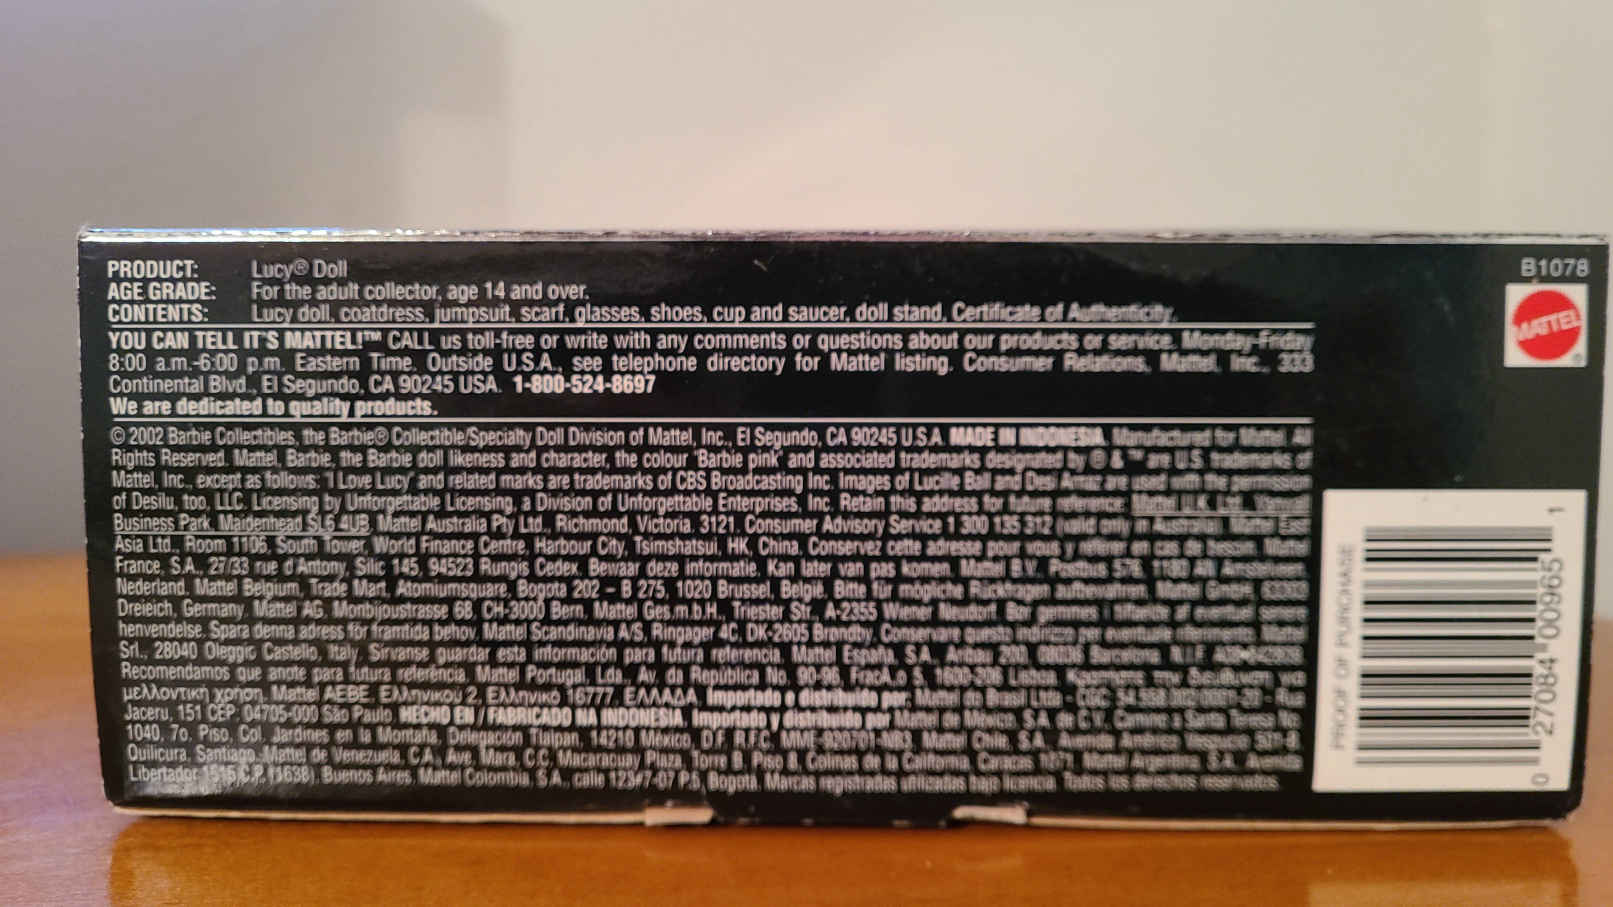 PRODUCT: Lucy® Doll
AGE GRADE: For the adult collector, age 14 and over.
CONTENTS: Lucy doll, coatdress, jumpsuit, scarf, glasses, shoes, cup and saucer, doll stand, Certificate of Authenticity.
YOU CAN TELL IT'S MATTEL!™ CALL us toll-free or write with any comments or questions about our products or service. Monday-Friday
8:00 a.m.-6:00 p.m. Eastern Time. Outside U.S.A., see telephone directory for Mattel listing. Consumer Relations, Mattel, Inc., 333
Continental Blvd., El Segundo, CA 90245 USA. 1-800-524-8697
We are dedicated to quality products.
© 2002 Barbie Collectibles, the Barbie® Collectible/Specialty Doll Division of Mattel, Inc., El Segundo, CA 90245 U.S.A. MADE IN INDONESIA. Manufactured for Mattel. All
Rights Reserved. Mattel, Barbie, the Barbie doll likeness and character, the colour "Barbie pink" and associated trademarks designated by ® & ™ are U.S. trademarks of
Mattel, Inc., except as follows: "I Love Lucy" and related marks are trademarks of CBS Broadcasting Inc. Images of Lucille Ball and Desi Arnaz are used with the permission
of Desilu, too, LLC. Licensing by Unforgettable Licensing, a Division of Unforgettable Enterprises, Inc. Retain this address for future reference: Mattel U.K. Ltd., Vanwall
Business Park, Maidenhead SL6 4UB. Mattel Australia Pty Ltd., Richmond, Victoria. 3121. Consumer Advisory Service 1 300 135 312 (valid only in Australia). Mattel East
Asia Ltd., Room 1106, South Tower, World Finance Centre, Harbour City, Tsimshatsui, HK, China. Conservez cette adresse pour vous y référer en cas de besoin. Mattel
France, S.A., 27/33 rue d'Antony, Silic 145, 94523 Rungis Cedex. Bewaar deze informatie. Kan later van pas komen. Mattel B.V., Postbus 576, 1180 AN Amstelveen,
Nederland. Mattel Belgium, Trade Mart, Atomiumsquare, Bogota 202 – B 275, 1020 Brussel, België. Bitte für mögliche Rückfragen aufbewahren. Mattel GmbH, 63303
Dreieich, Germany. Mattel AG, Monbijoustrasse 68, CH-3000 Bern. Mattel Ges.m.b.H., Triester Str., A-2355 Wiener Neudorf. Bør gemmes i tilfælde af eventuel senere
henvendelse. Spara denna adress för framtida behov. Mattel Scandinavia A/S, Ringager 4C, DK-2605 Brøndby. Conservare questo indirizzo per eventuale riferimento. Mattel
Srl., 28040 Oleggio Castello, Italy. Sirvanse guardar esta información para futura referencia. Mattel España, S.A., Aribau 200, 08036 Barcelona. N.I.F.
Recomendamos que anote para futura referência. Mattel Portugal, Lda., Av. da República No. 90-96, Lisboa.
μελλοντική χρήση. Mattel AEBE, Ελληνικού 2, Ελληνικό 16777, ΕΛΛΑΔΑ. Importado e distribuído por: Mattel do Brasil Ltda.
Jaceru, 151 CEP: 04705-000 São Paulo. HECHO EN / FABRICADO NA INDONESIA. Importado y distribuido por Mattel de México, S.A. de C.V., Camino a Santa Teresa No.
1040, 7o. Piso, Col. Jardines en la Montaña, Delegación Tlalpan, 14210 México, D.F. R.F.C. Mattel Chile, S.A.,
Quilicura, Santiago. Mattel de Venezuela, C.A., Ave. Mara, C.C. Macaracuay Plaza, Torre B, Piso 8, Colinas de la California, Caracas 1071. Mattel Argentina, S.A., Avenida
Libertador 1515 C.P. (1638), Buenos Aires. Mattel Colombia, S.A., calle 123#7-07 P.5, Bogotá. Marcas registradas utilizadas bajo licencia. Todos los derechos reservados.
B1078
MATTEL ®
PROOF OF PURCHASE
0 27084 00965 1